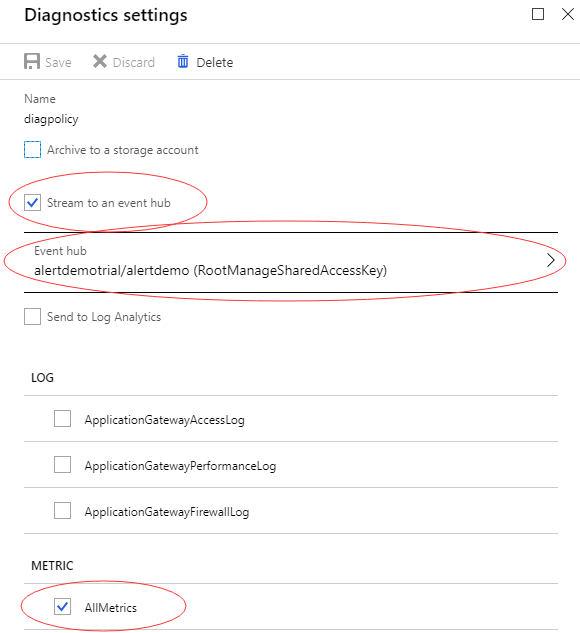 Diagnostics settings
Save Discard Delete
Name
diagpolicy
Archive to a storage account
Stream to an event hub
Event hub
alertdemotrial/alertdemo (RootManageSharedAccessKey)
Send to Log Analytics
LOG
ApplicationGatewayAccessLog
ApplicationGatewayPerformanceLog
ApplicationGatewayFirewallLog
METRIC
AllMetrics